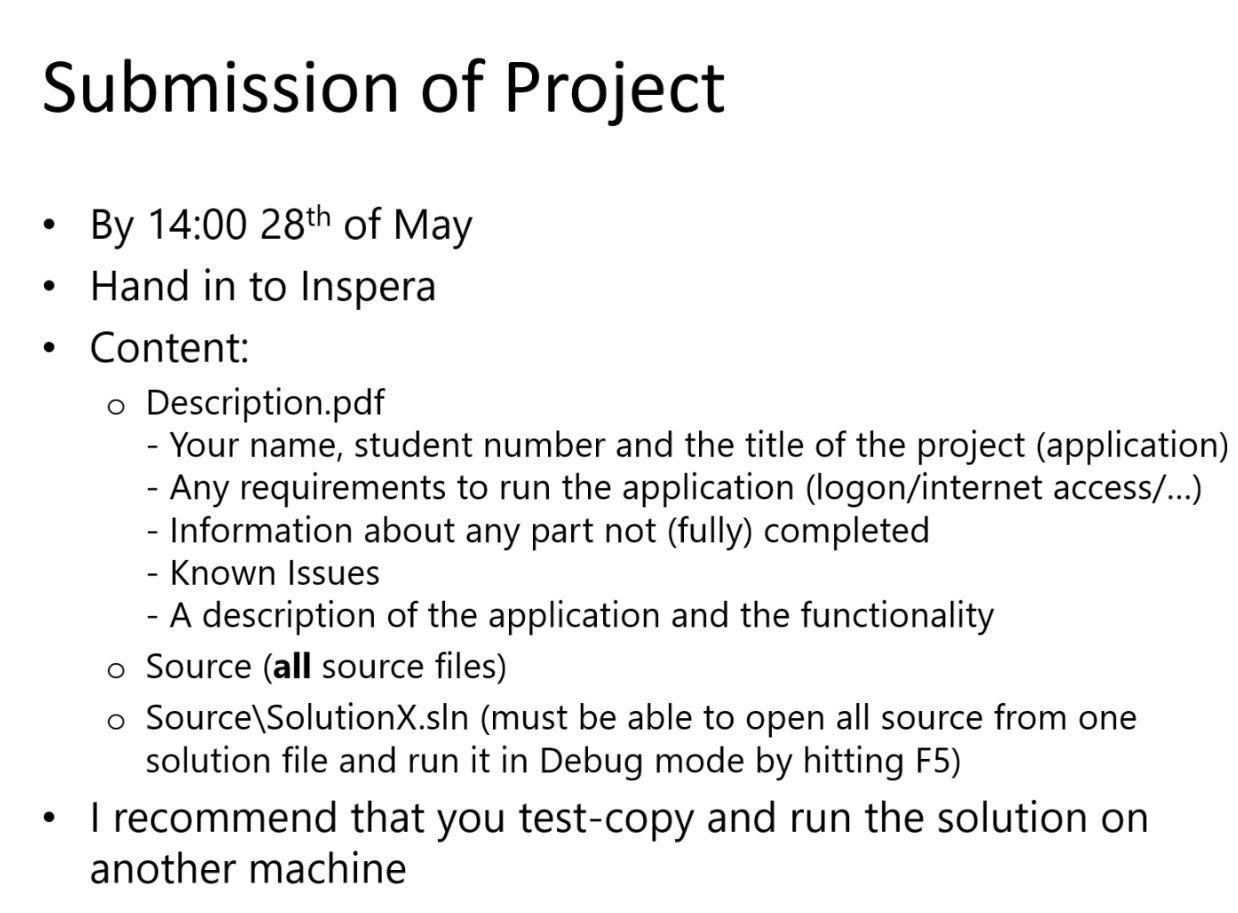 Submission of Project
• By 14:00 28th of May
• Hand in to Inspera
• Content:
o Description.pdf
- Your name, student number and the title of the project (application)
- Any requirements to run the application (logon/internet access/...)
- Information about any part not (fully) completed
- Known Issues
- A description of the application and the functionality
o Source (all source files)
o Source\SolutionX.sln (must be able to open all source from one
solution file and run it in Debug mode by hitting F5)
• I recommend that you test-copy and run the solution on
another machine